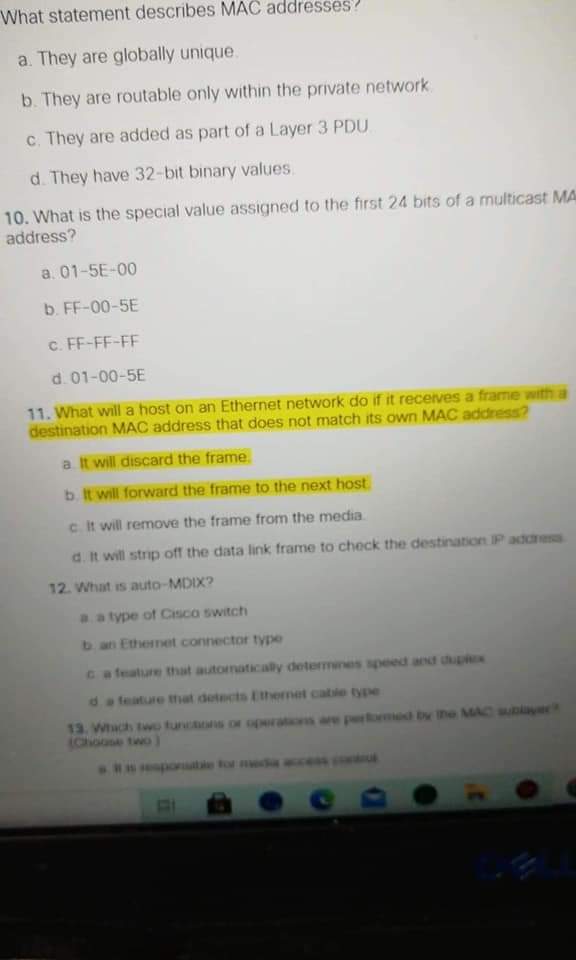 What statement describes MAC addresses?
a. They are globally unique.
b. They are routable only within the private network.
c. They are added as part of a Layer 3 PDU.
d. They have 32-bit binary values.
10. What is the special value assigned to the first 24 bits of a multicast MA
address?
a. 01-5E-00
b. FF-00-5E
c. FF-FF-FF
d. 01-00-5E
11. What will a host on an Ethernet network do if it receives a frame with a
destination MAC address that does not match its own MAC address?
a. It will discard the frame.
b. It will forward the frame to the next host.
c. It will remove the frame from the media.
d. It will strip off the data link frame to check the destination IP address.
12. What is auto-MDIX?
a. a type of Cisco switch
b. an Ethernet connector type
c. a feature that automatically determines speed and duplex
d. a feature that detects Ethernet cable type
13. Which two functions or operations are performed by the MAC sublayer?
(Choose two.)
a. It is responsible for media access control.
DELL